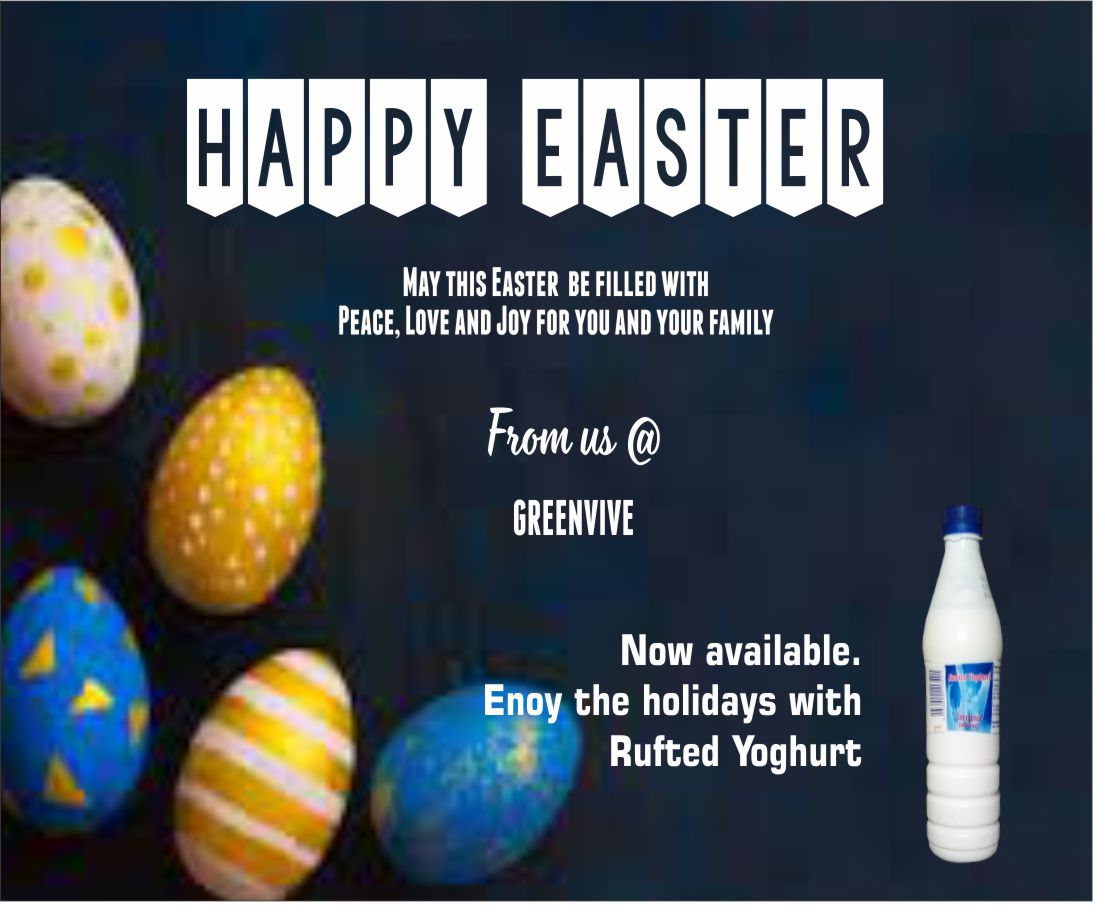 HAPPY EASTER
May this Easter be filled with
Peace, Love and Joy for you and your family
From us @
GREENVIVE
Now available.
Enoy the holidays with
Rufted Yoghurt